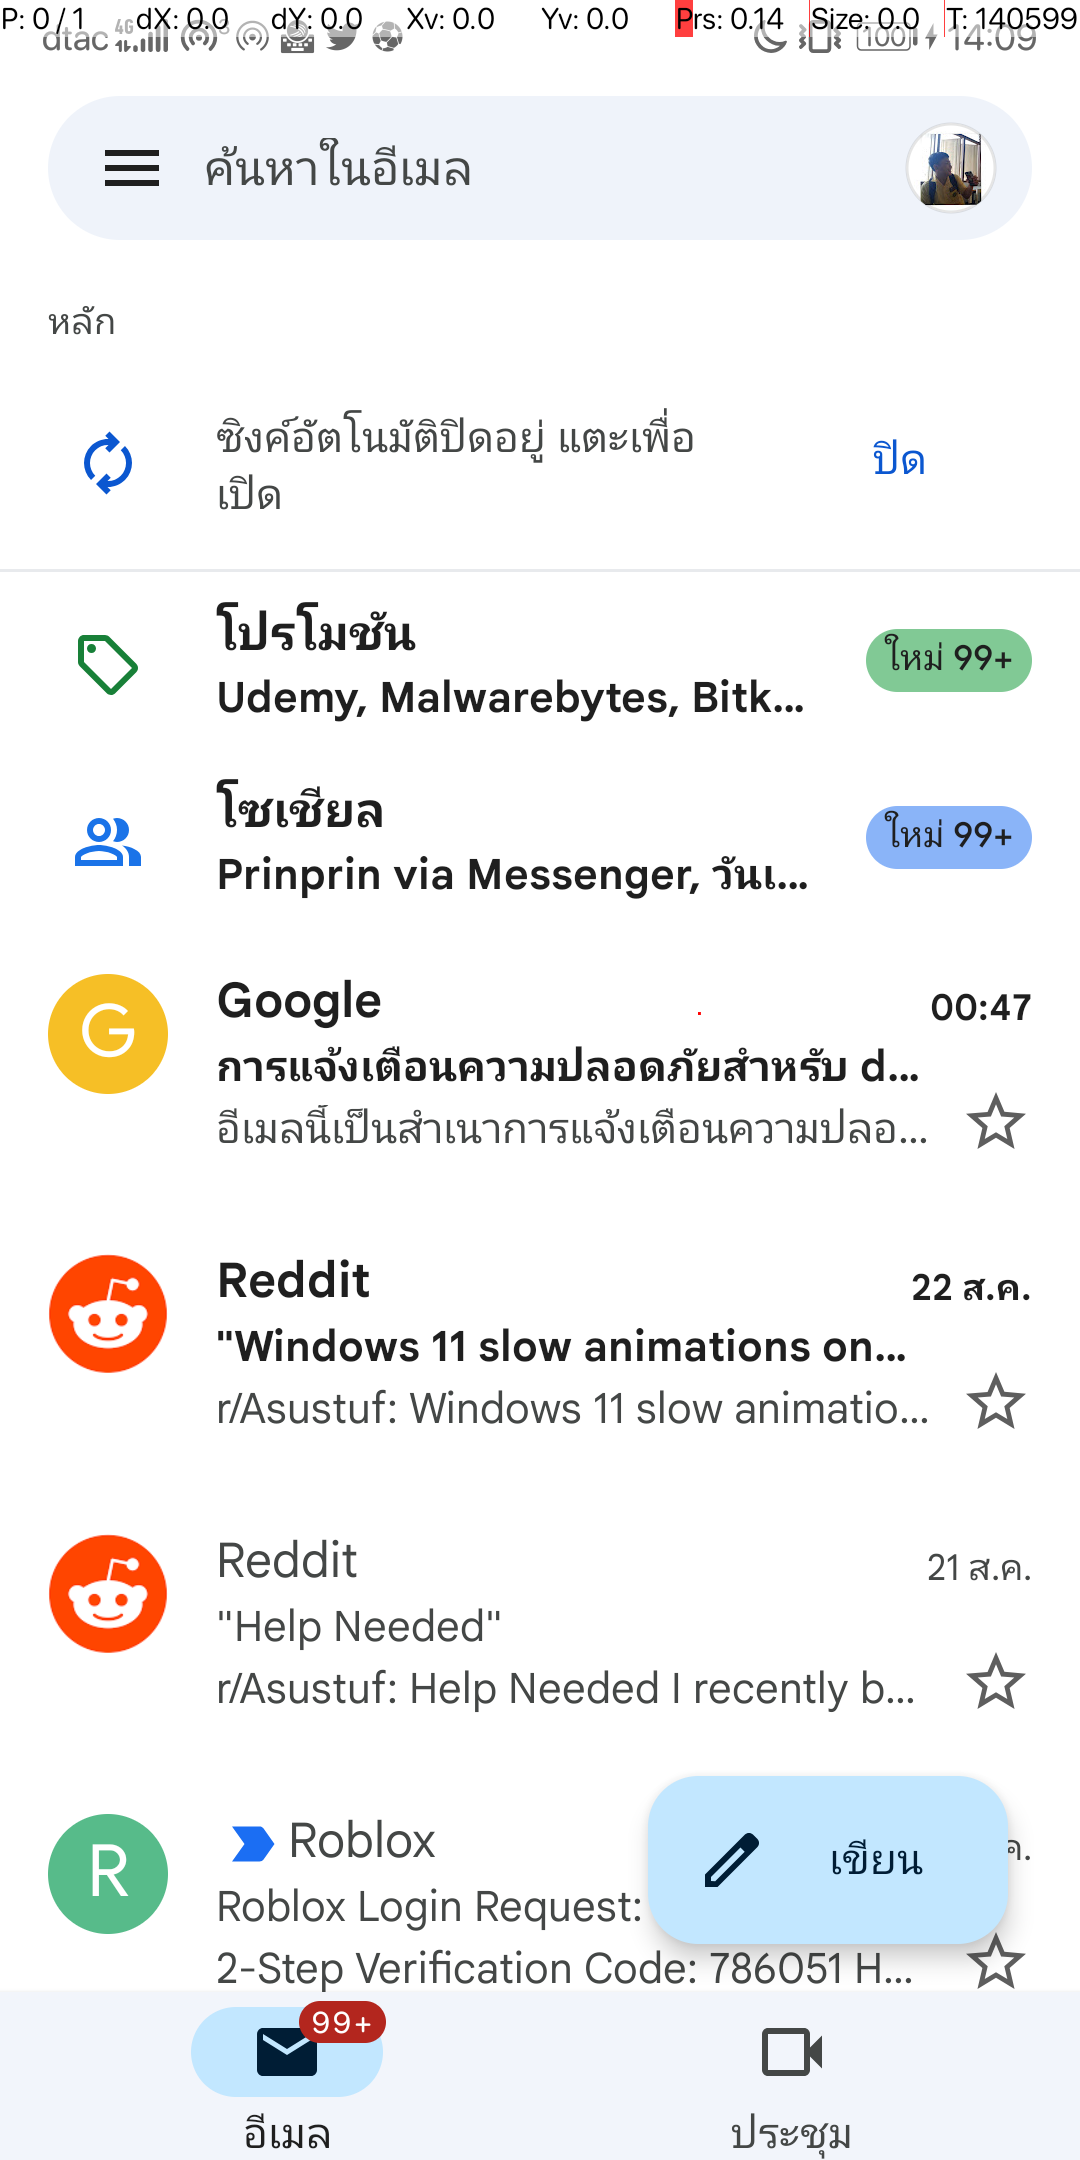 P: 0 / 1 dX: 0.0 dY: 0.0 Xv: 0.0 Yv: 0.0 Prs: 0.14 Size: 0.0 T: 140599
dtac 4G 3 100 14:09
ค้นหาในอีเมล
หลัก
ซิงค์อัตโนมัติปิดอยู่ แตะเพื่อ
เปิด
ปิด
โปรโมชัน
ใหม่ 99+
Udemy, Malwarebytes, Bitk...
โซเชียล
ใหม่ 99+
Prinprin via Messenger, วันเ...
G
Google
00:47
การแจ้งเตือนความปลอดภัยสำหรับ d...
อีเมลนี้เป็นสำเนาการแจ้งเตือนความปลอ...
Reddit
22 ส.ค.
"Windows 11 slow animations on...
r/Asustuf: Windows 11 slow animatio...
Reddit
21 ส.ค.
"Help Needed"
r/Asustuf: Help Needed I recently b...
R
Roblox
ค.
Roblox Login Request:
เขียน
2-Step Verification Code: 786051 H...
99+
อีเมล
ประชุม